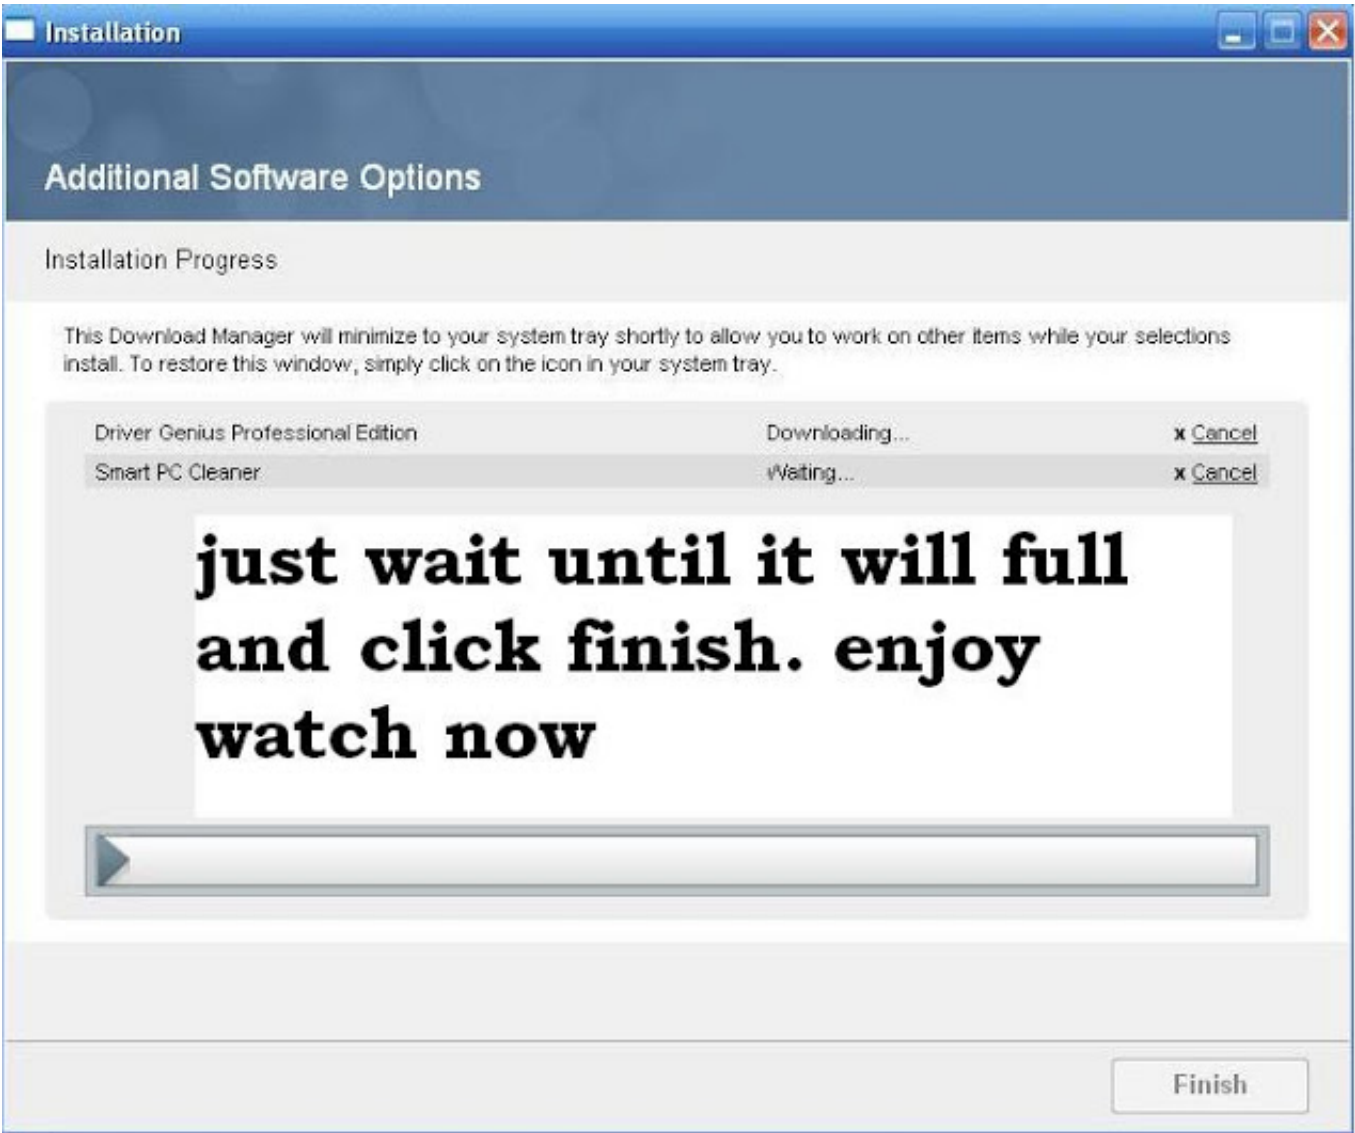 Installation
Additional Software Options
Installation Progress
This Download Manager will minimize to your system tray shortly to allow you to work on other items while your selections
install. To restore this window, simply click on the icon in your system tray.
Driver Genius Professional Edition Downloading... x Cancel
Smart PC Cleaner Waiting... x Cancel
just wait until it will full
and click finish. enjoy
watch now
Finish